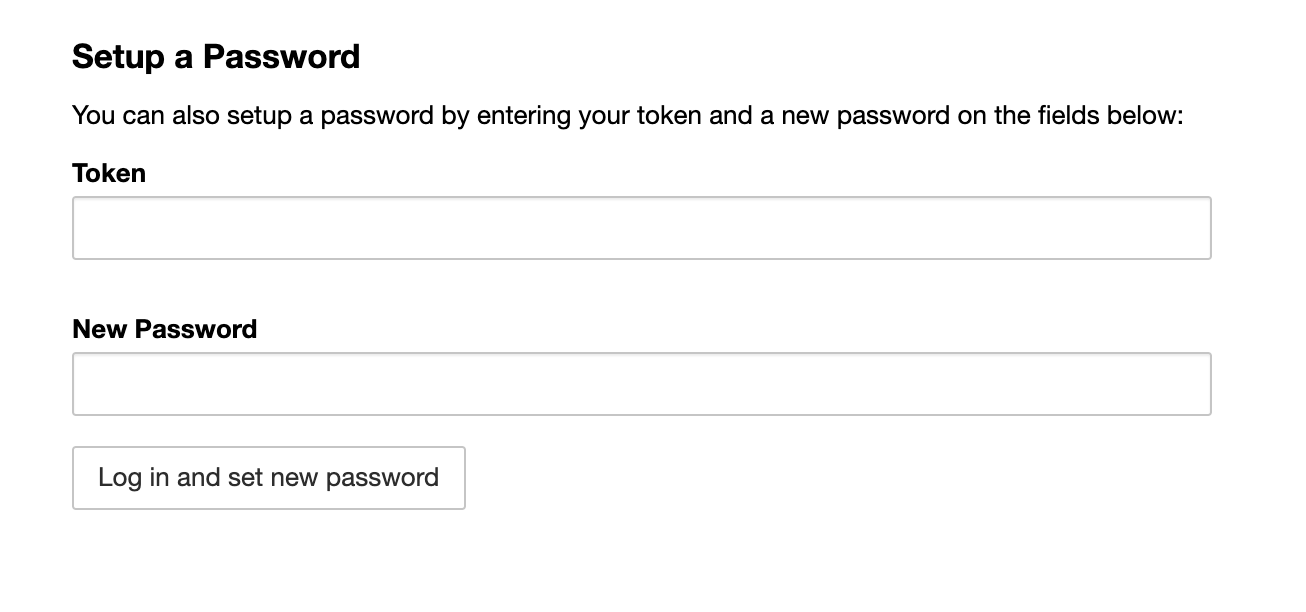 Setup a Password
You can also setup a password by entering your token and a new password on the fields below:
Token
New Password
Log in and set new password